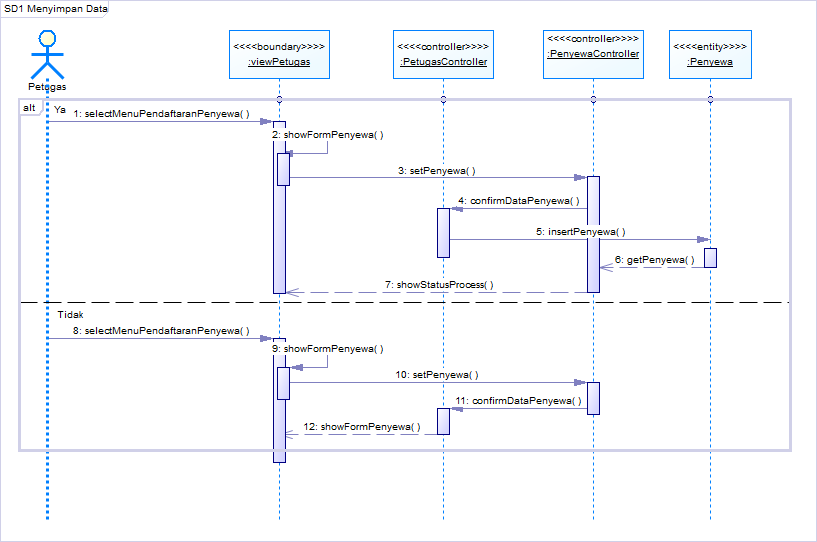 SD1 Menyimpan Data
Petugas
<<<<boundary>>>>
:viewPetugas
<<<<controller>>>>
:PetugasController
<<<<controller>>>>
:PenyewaController
<<<<entity>>>>
:Penyewa
alt
Ya
1: selectMenuPendaftaranPenyewa( )
2: showFormPenyewa( )
3: setPenyewa( )
4: confirmDataPenyewa( )
5: insertPenyewa( )
6: getPenyewa( )
7: showStatusProcess( )
Tidak
8: selectMenuPendaftaranPenyewa( )
9: showFormPenyewa( )
10: setPenyewa( )
11: confirmDataPenyewa( )
12: showFormPenyewa( )